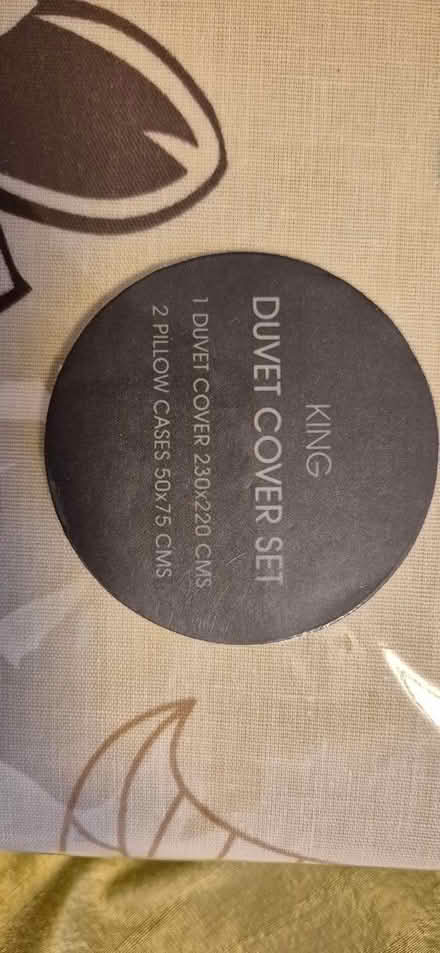 KING
DUVET COVER SET
1 DUVET COVER 230x220 CMS
2 PILLOW CASES 50x75 CMS